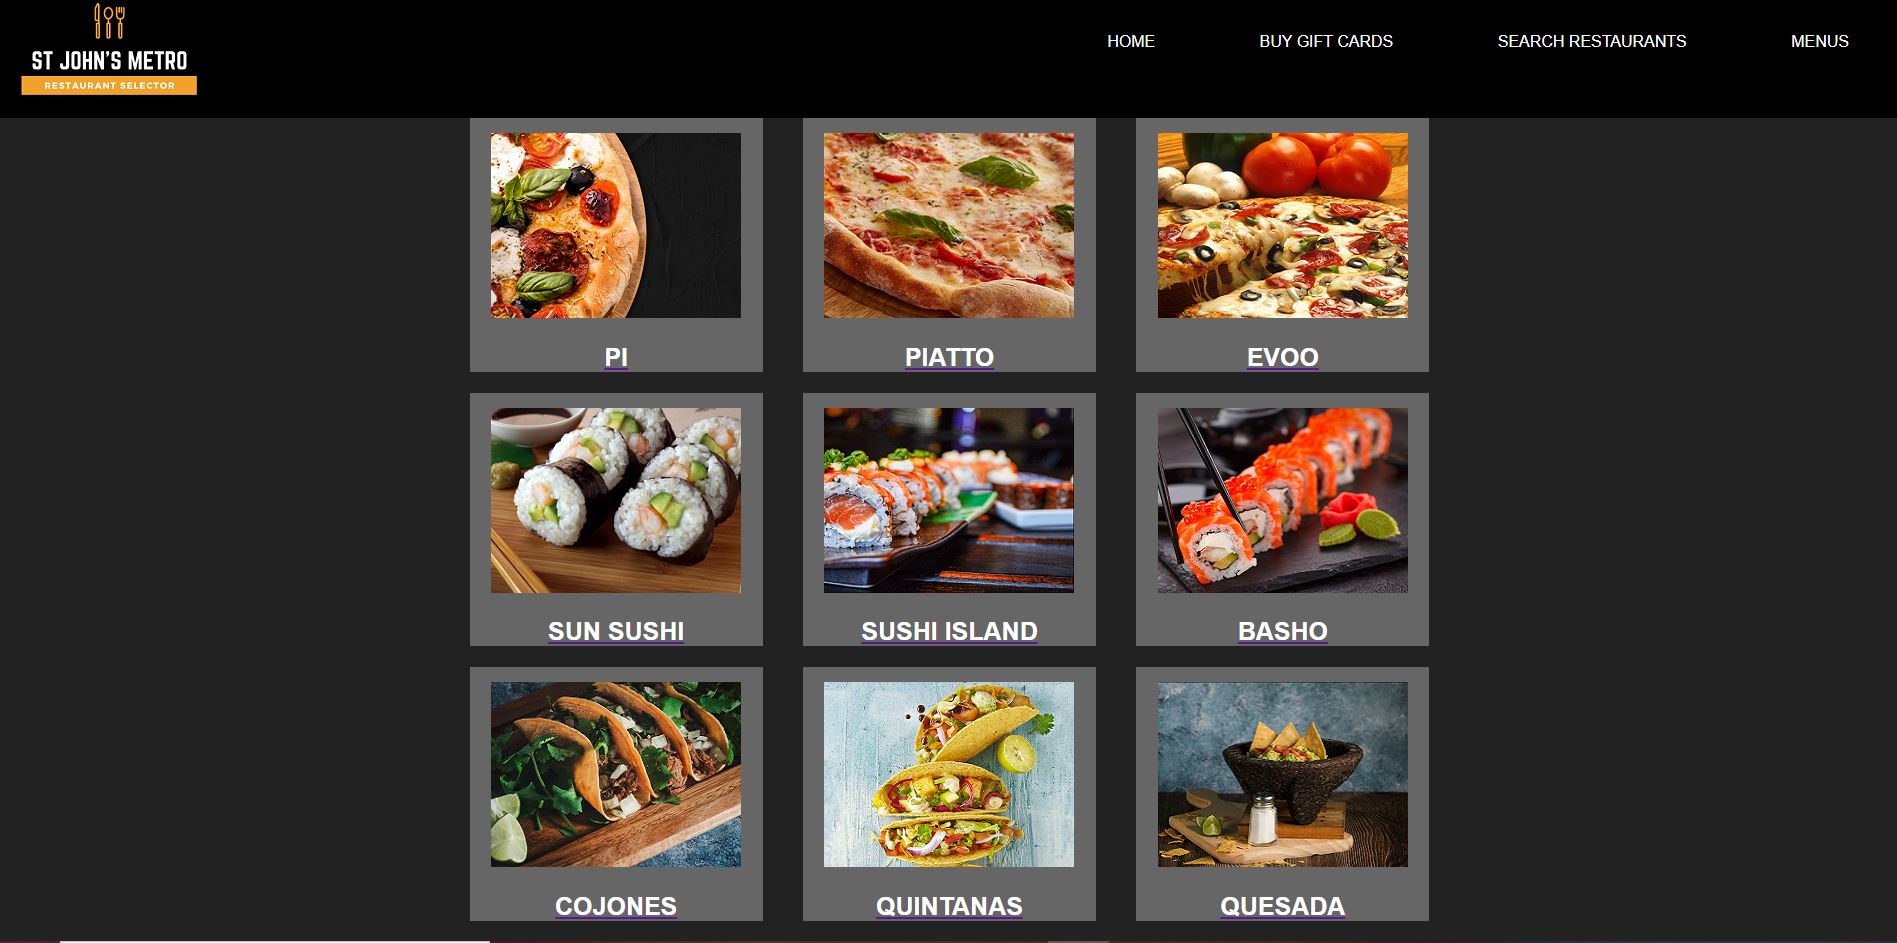 ST JOHN'S METRO
RESTAURANT SELECTOR
HOME
BUY GIFT CARDS
SEARCH RESTAURANTS
MENUS
PI
PIATTO
EVOO
SUN SUSHI
SUSHI ISLAND
BASHO
COJONES
QUINTANAS
QUESADA